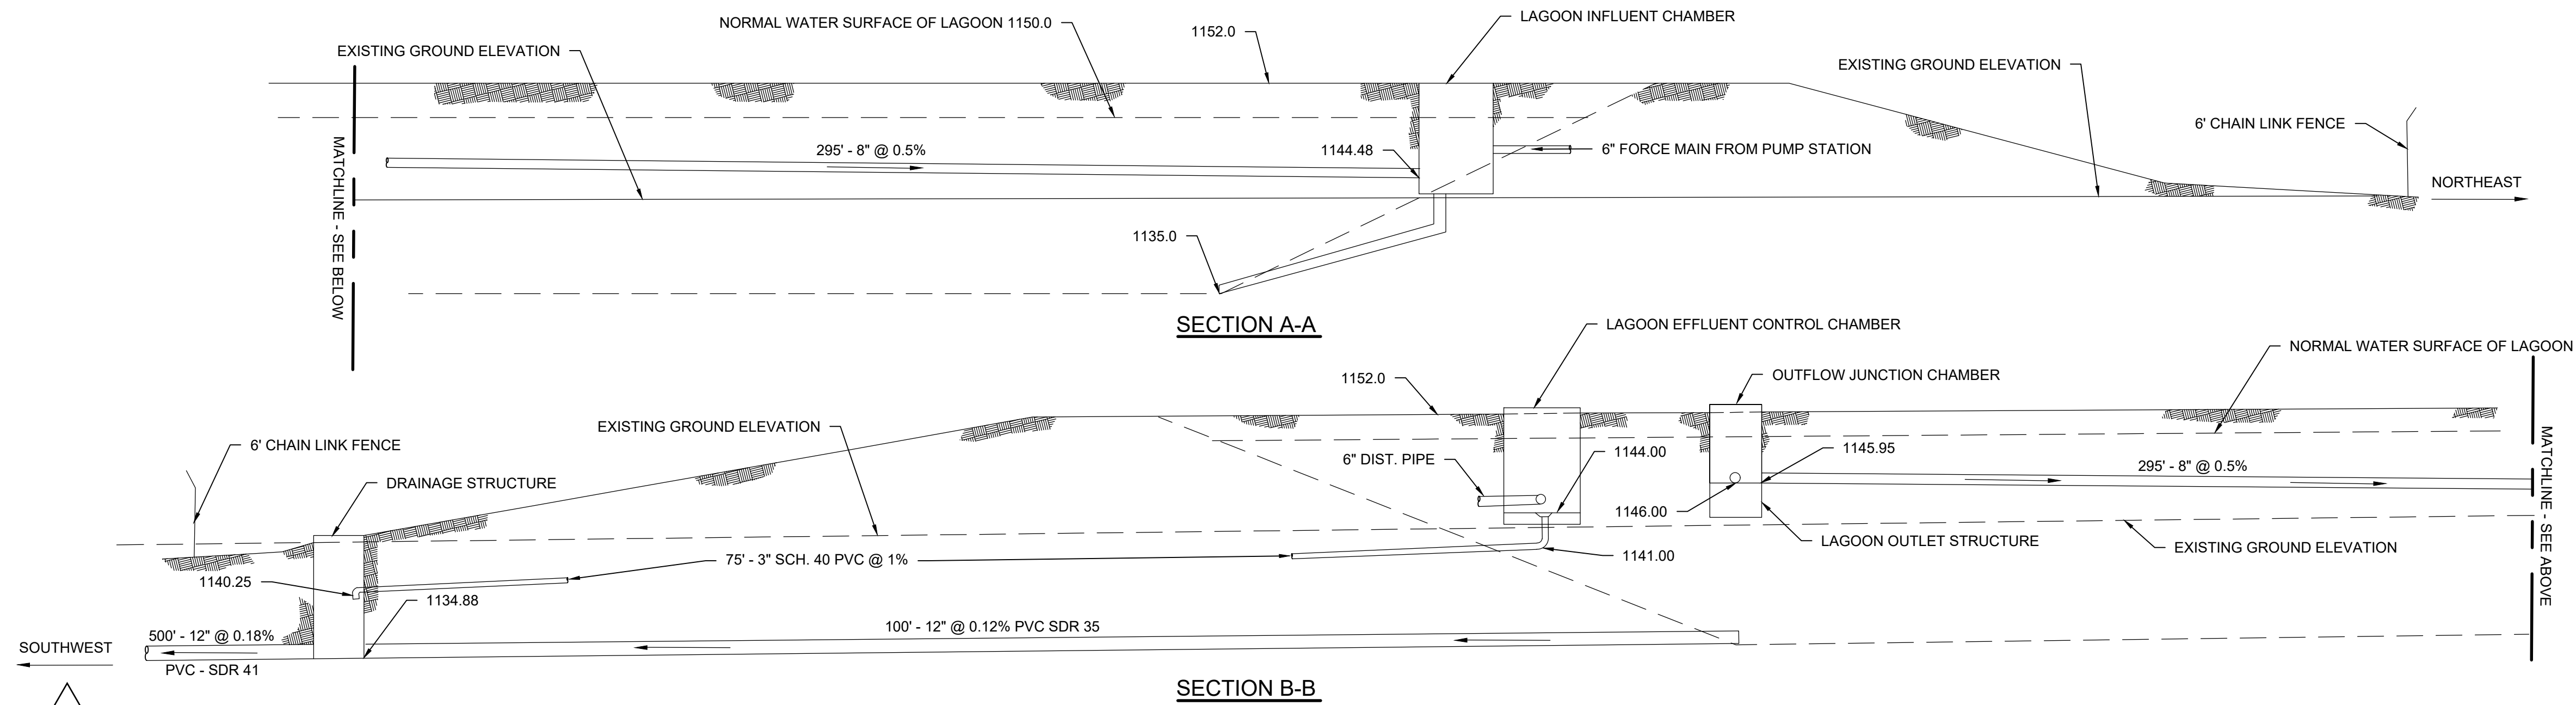 NORMAL WATER SURFACE OF LAGOON 1150.0
LAGOON INFLUENT CHAMBER
1152.0
EXISTING GROUND ELEVATION
EXISTING GROUND ELEVATION
6' CHAIN LINK FENCE
MATCHLINE - SEE BELOW
295' - 8" @ 0.5%
1144.48
6" FORCE MAIN FROM PUMP STATION
NORTHEAST
1135.0
SECTION A-A
LAGOON EFFLUENT CONTROL CHAMBER
NORMAL WATER SURFACE OF LAGOON
1152.0
OUTFLOW JUNCTION CHAMBER
EXISTING GROUND ELEVATION
6' CHAIN LINK FENCE
6" DIST. PIPE
1144.00
1145.95
295' - 8" @ 0.5%
MATCHLINE - SEE ABOVE
DRAINAGE STRUCTURE
1146.00
LAGOON OUTLET STRUCTURE
EXISTING GROUND ELEVATION
75' - 3" SCH. 40 PVC @ 1%
1141.00
1140.25
1134.88
500' - 12" @ 0.18%
100' - 12" @ 0.12% PVC SDR 35
SOUTHWEST
PVC - SDR 41
SECTION B-B